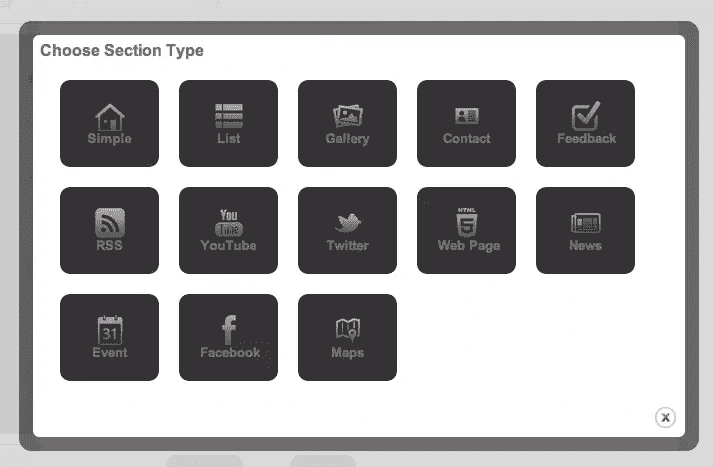 Choose Section Type
Simple
List
Gallery
Contact
Feedback
RSS
You
Tube
YouTube
Twitter
HTML
5
Web Page
News
31
Event
f
Facebook
Maps
x